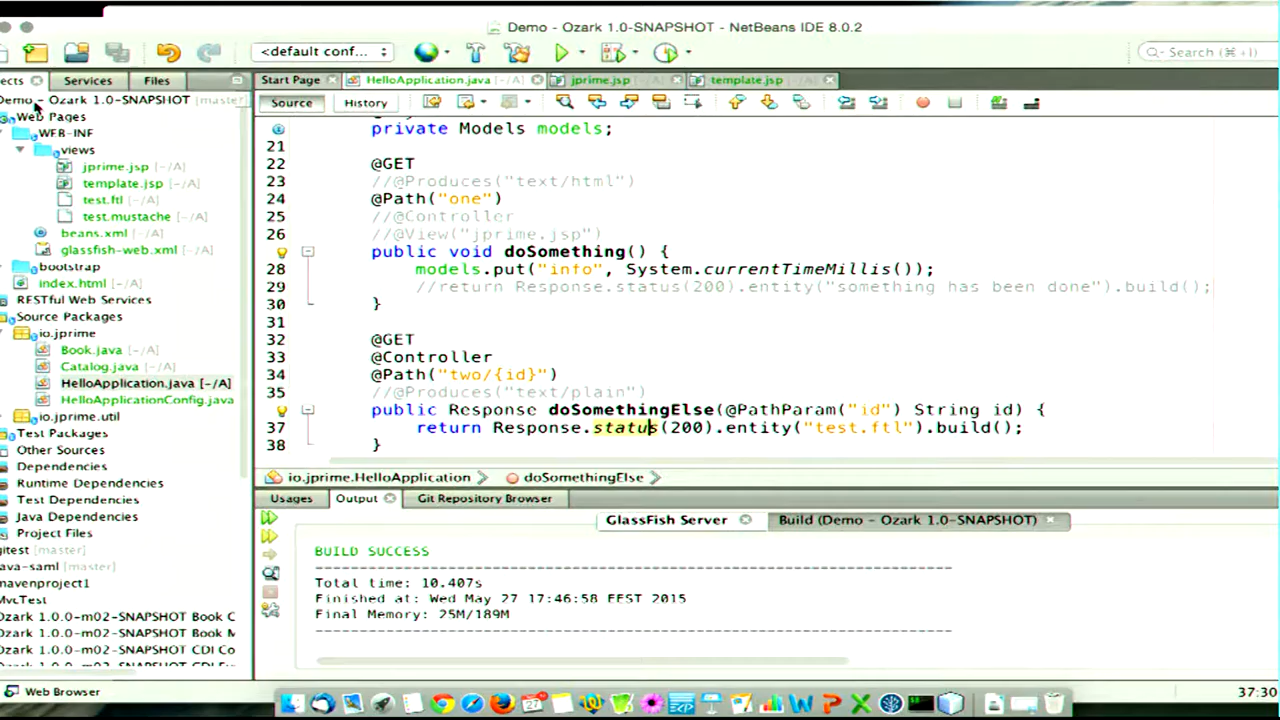 Demo - Ozark 1.0-SNAPSHOT - NetBeans IDE 8.0.2
<default conf...
Search (⌘+I)
ects Services Files
Start Page HelloApplication.java [-/A] jprime.jsp [-/A] template.jsp [-/A]
Source History
Demo - Ozark 1.0-SNAPSHOT [master]
Web Pages
WEB-INF
views
jprime.jsp [-/A]
template.jsp [-/A]
test.ftl [-/A]
test.mustache [-/A]
beans.xml [-/A]
glassfish-web.xml [-/A]
bootstrap
index.html [-/A]
RESTful Web Services
Source Packages
io.jprime
Book.java [-/A]
Catalog.java [-/A]
HelloApplication.java [-/A]
HelloApplicationConfig.java
io.jprime.util
Test Packages
Other Sources
Dependencies
Runtime Dependencies
Test Dependencies
Java Dependencies
Project Files
gitest [master]
ava-saml [master]
mavenproject1
MvcTest
Ozark 1.0.0-m02-SNAPSHOT Book C
Ozark 1.0.0-m02-SNAPSHOT Book M
Ozark 1.0.0-m02-SNAPSHOT CDI Co
private Models models;
21
22 @GET
23 //@Produces("text/html")
24 @Path("one")
25 //@Controller
26 //@View("jprime.jsp")
public void doSomething() {
28 models.put("info", System.currentTimeMillis());
29 //return Response.status(200).entity("something has been done").build();
30 }
31
32 @GET
33 @Controller
34 @Path("two/{id}")
35 //@Produces("text/plain")
public Response doSomethingElse(@PathParam("id") String id) {
37 return Response.status(200).entity("test.ftl").build();
38 }
io.jprime.HelloApplication doSomethingElse
Usages Output Git Repository Browser
GlassFish Server Build (Demo - Ozark 1.0-SNAPSHOT)
BUILD SUCCESS
Total time: 10.407s
Finished at: Wed May 27 17:46:58 EEST 2015
Final Memory: 25M/189M
Web Browser
37:30